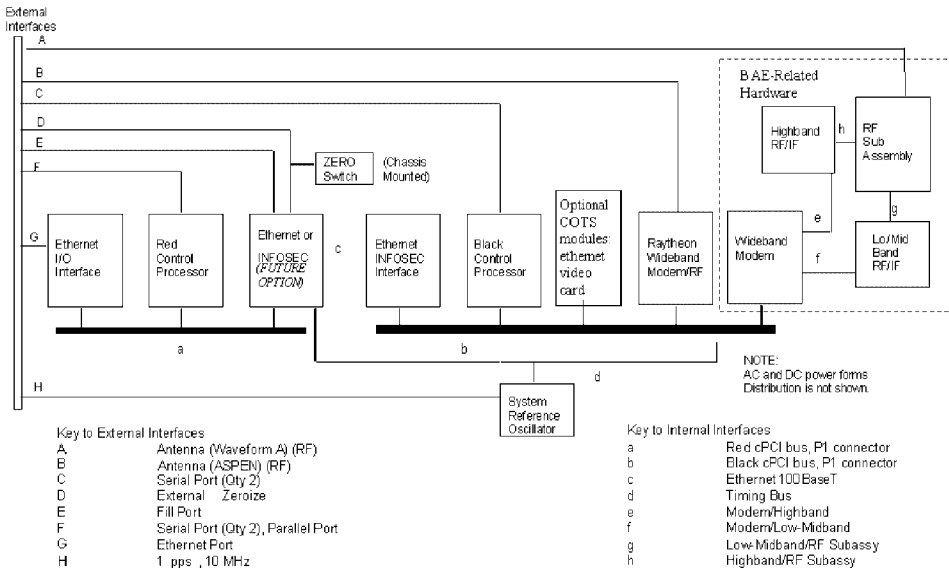 External
Interfaces
A
B
C
D
E
F
G
H
BAE-Related
Hardware
Highband
RF/IF
h
RF
Sub
Assembly
g
e
f
Wideband
Modem
Lo/Mid
Band
RF/IF
ZERO
Switch
(Chassis
Mounted)
Ethernet
I/O
Interface
Red
Control
Processor
Ethernet or
INFOSEC
(FUTURE
OPTION)
c
Ethernet
INFOSEC
Interface
Black
Control
Processor
Optional
COTS
modules:
ethernet
video
card
Raytheon
Wideband
Modem/RF
a
b
d
System
Reference
Oscillator
NOTE:
AC and DC power forms
Distribution is not shown.
Key to External Interfaces
A Antenna (Waveform A) (RF)
B Antenna (ASPEN) (RF)
C Serial Port (Qty 2)
D External Zeroize
E Fill Port
F Serial Port (Qty 2), Parallel Port
G Ethernet Port
H 1 pps , 10 MHz
Key to Internal Interfaces
a Red cPCI bus, P1 connector
b Black cPCI bus, P1 connector
c Ethernet 100 BaseT
d Timing Bus
e Modem/Highband
f Modem/Low-Midband
g Low-Midband/RF Subassy
h Highband/RF Subassy